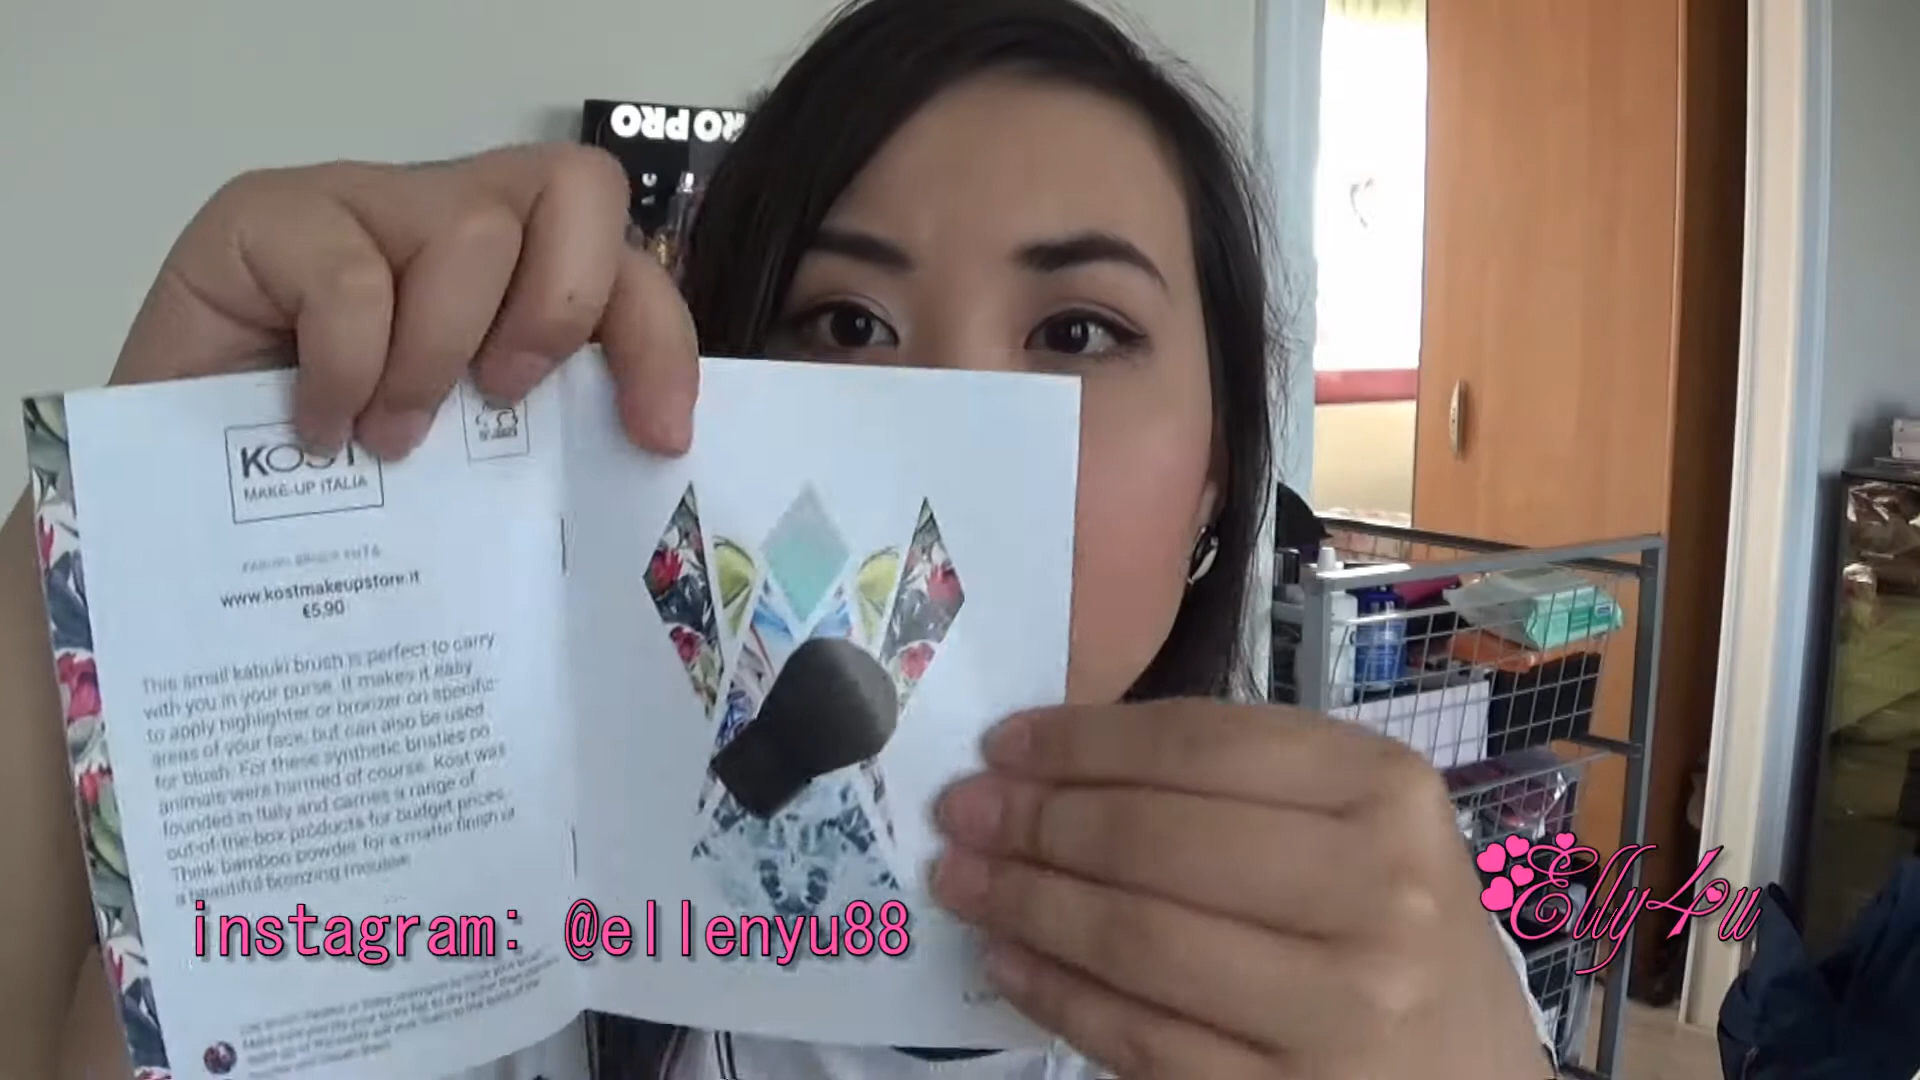 RO PRO
KOST
MAKE-UP ITALIA
KABUKI BRUSH
www.kostmakeupstore.it
€5,90
This small kabuki brush is perfect to carry
with you in your purse. It makes it easy
to apply highlighter or bronzer on specific
areas of your face, but can also be used
for blush. For these synthetic bristles no
animals were harmed of course. Kost was
founded in Italy and carries a range of
out-of-the-box products for budget prices.
Think bamboo powder for a matte finish or
a beautiful bronzing mousse.
instagram: @ellenyu88
Elly4u